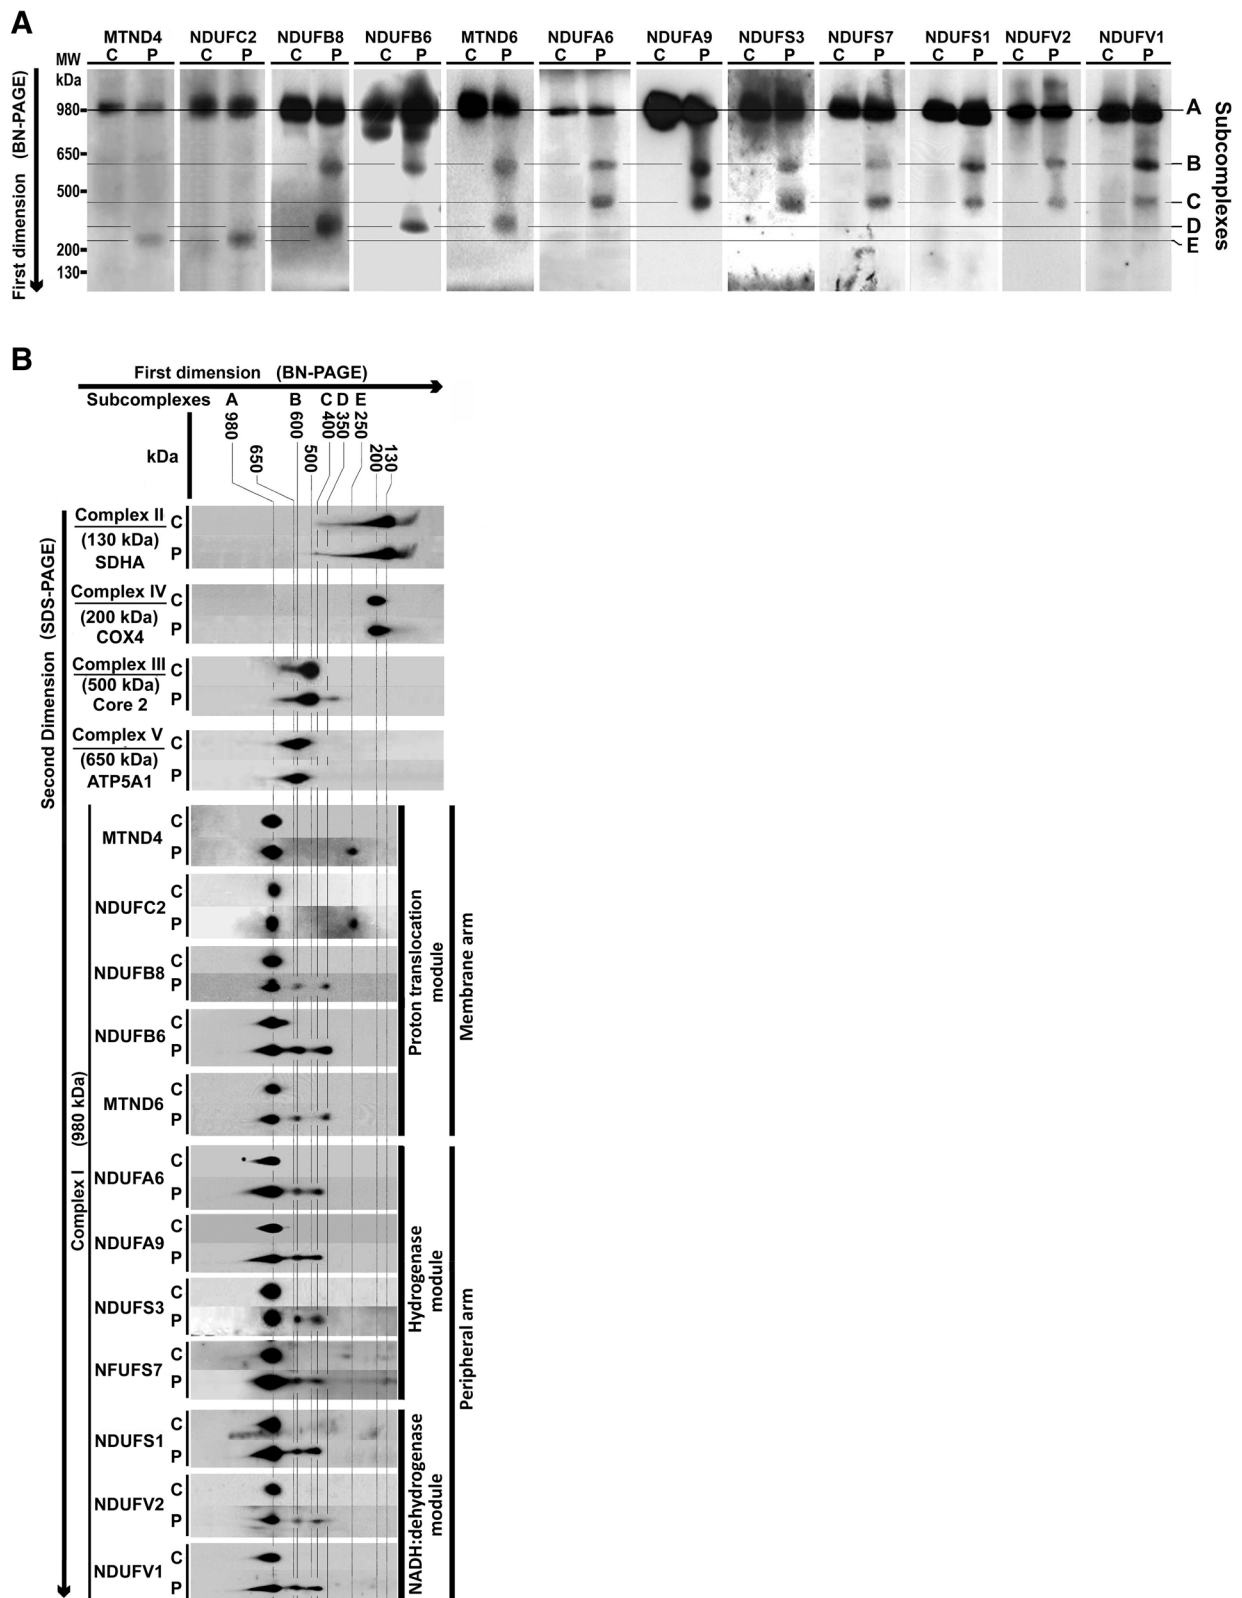 A
MTND4 NDUFC2 NDUFB8 NDUFB6 MTND6 NDUFA6 NDUFA9 NDUFS3 NDUFS7 NDUFS1 NDUFV2 NDUFV1
C P C P C P C P C P C P C P C P C P C P C P C P
MW
kDa
980
650
500
200
130
First dimension (BN-PAGE)
A
B
C
D
E
Subcomplexes
B
First dimension (BN-PAGE)
Subcomplexes A B C D E
980 600 400 350 250
kDa 650 500 200 130
Second Dimension (SDS-PAGE)
Complex II C
(130 kDa)
SDHA P
Complex IV C
(200 kDa)
COX4 P
Complex III C
(500 kDa)
Core 2 P
Complex V C
(650 kDa)
ATP5A1 P
Complex I (980 kDa)
MTND4 C P
NDUFC2 C P
NDUFB8 C P
NDUFB6 C P
MTND6 C P
Proton translocation
module
Membrane arm
NDUFA6 C P
NDUFA9 C P
NDUFS3 C P
NFUFS7 C P
Hydrogenase
module
Peripheral arm
NDUFS1 C P
NDUFV2 C P
NDUFV1 C P
NADH:dehydrogenase
module